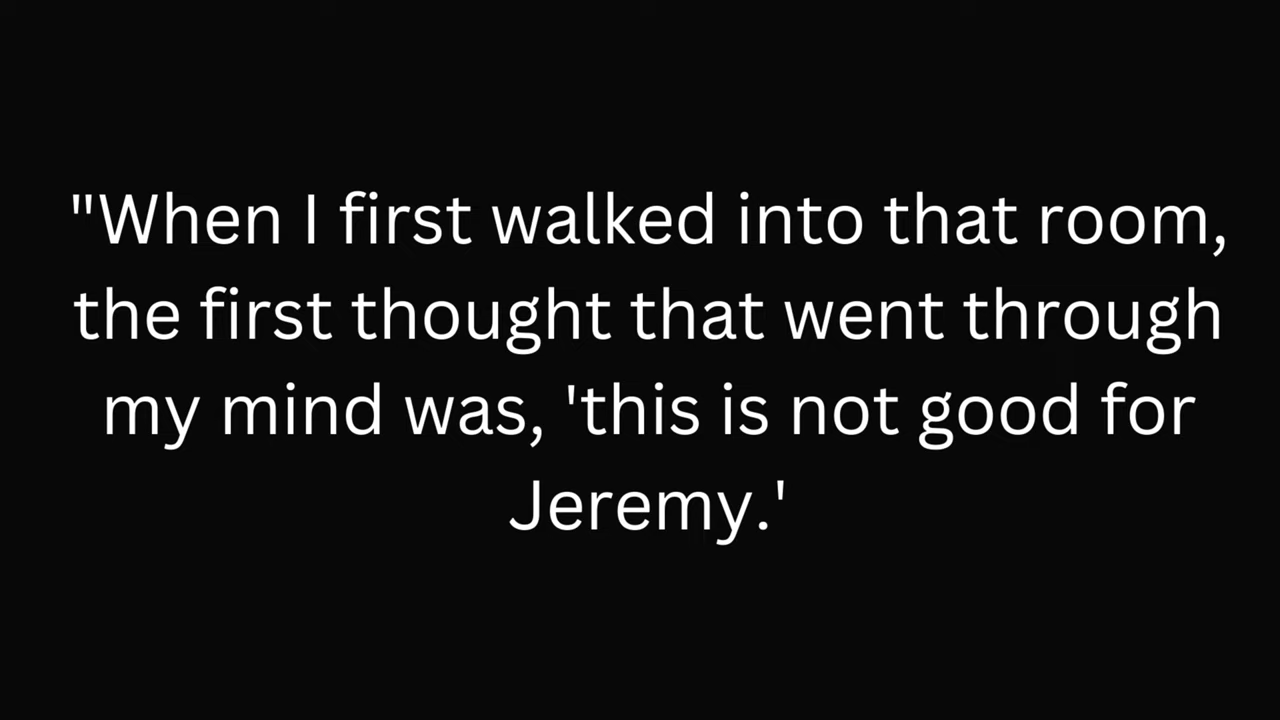 "When I first walked into that room,
the first thought that went through
my mind was, 'this is not good for
Jeremy.'